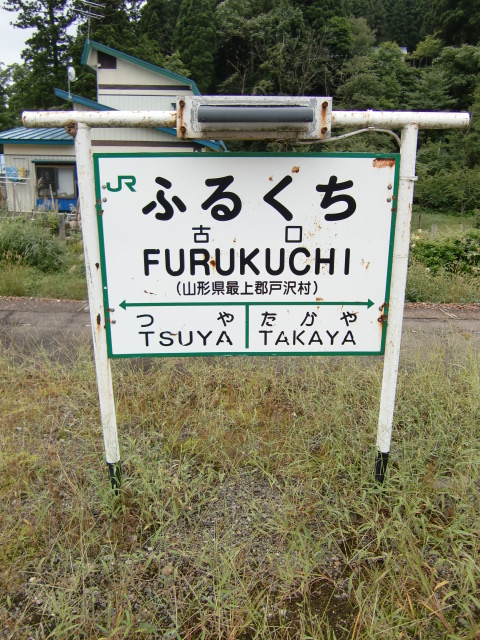 JR ふるくち
古 口
FURUKUCHI
(山形県最上郡戸沢村)
つや たかや
TSUYA TAKAYA